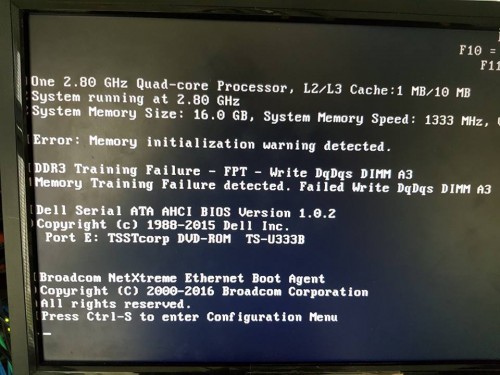 F10 =
F11
One 2.80 GHz Quad-core Processor, L2/L3 Cache:1 MB/10 MB
System running at 2.80 GHz
System Memory Size: 16.0 GB, System Memory Speed: 1333 MHz,
Error: Memory initialization warning detected.
DDR3 Training Failure - FPT - Write DqDqs DIMM A3
Memory Training Failure detected. Failed Write DqDqs DIMM A3
Dell Serial ATA AHCI BIOS Version 1.0.2
Copyright (c) 1988-2015 Dell Inc.
Port E: TSSTcorp DVD-ROM TS-U333B
Broadcom NetXtreme Ethernet Boot Agent
Copyright (C) 2000-2016 Broadcom Corporation
All rights reserved.
Press Ctrl-S to enter Configuration Menu